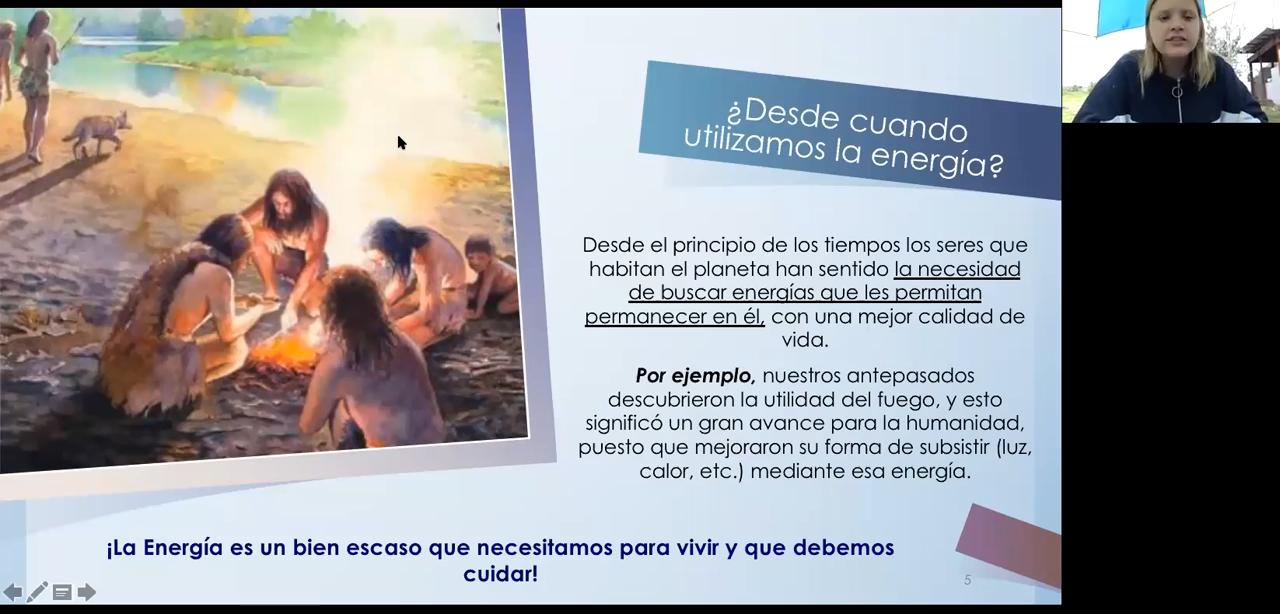 ¿Desde cuando
utilizamos la energía?
Desde el principio de los tiempos los seres que
habitan el planeta han sentido la necesidad
de buscar energías que les permitan
permanecer en él, con una mejor calidad de
vida.
Por ejemplo, nuestros antepasados
descubrieron la utilidad del fuego, y esto
significó un gran avance para la humanidad,
puesto que mejoraron su forma de subsistir (luz,
calor, etc.) mediante esa energía.
¡La Energía es un bien escaso que necesitamos para vivir y que debemos
cuidar!
5